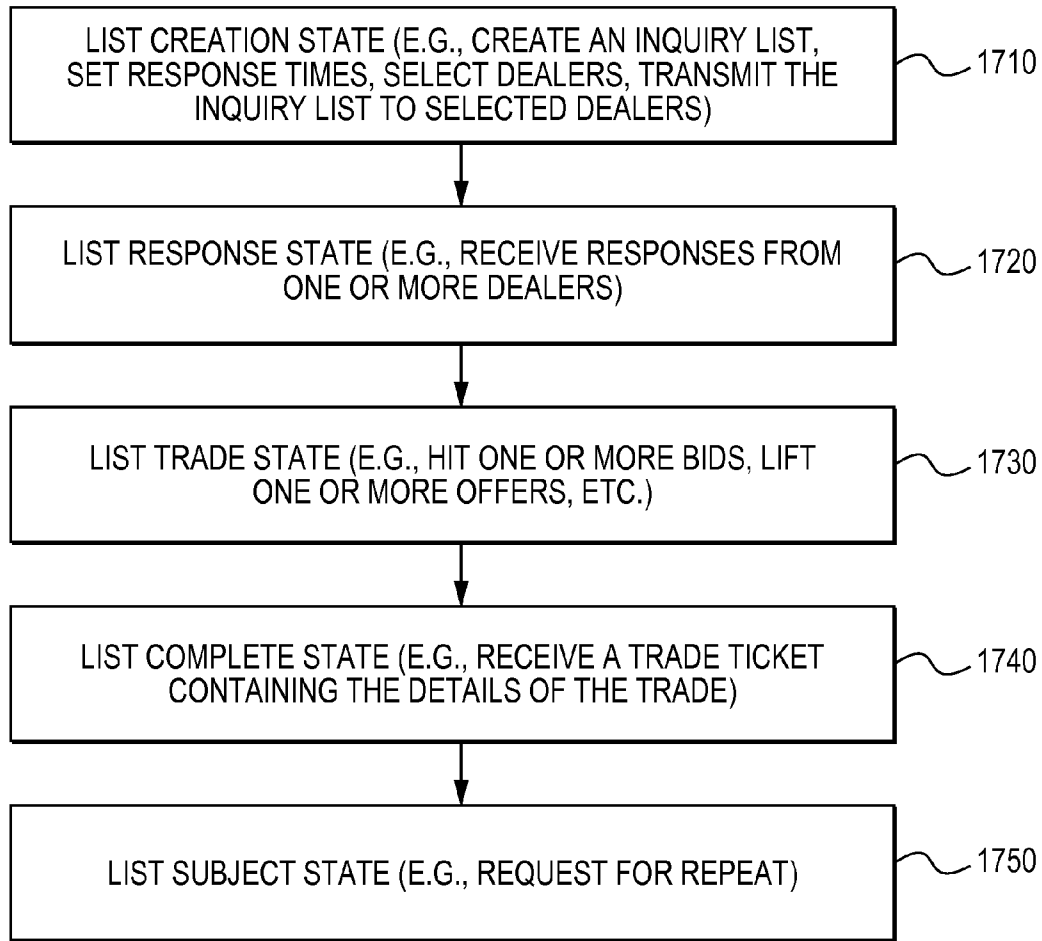 LIST CREATION STATE (E.G., CREATE AN INQUIRY LIST,
SET RESPONSE TIMES, SELECT DEALERS, TRANSMIT THE
INQUIRY LIST TO SELECTED DEALERS)
1710
LIST RESPONSE STATE (E.G., RECEIVE RESPONSES FROM
ONE OR MORE DEALERS)
1720
LIST TRADE STATE (E.G., HIT ONE OR MORE BIDS, LIFT
ONE OR MORE OFFERS, ETC.)
1730
LIST COMPLETE STATE (E.G., RECEIVE A TRADE TICKET
CONTAINING THE DETAILS OF THE TRADE)
1740
LIST SUBJECT STATE (E.G., REQUEST FOR REPEAT)
1750